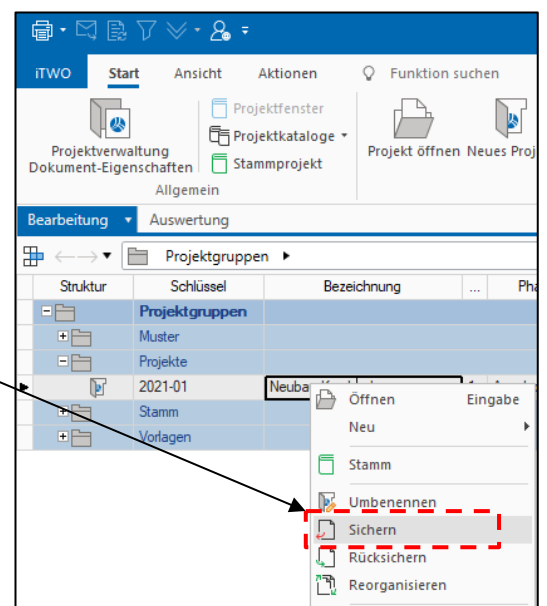 iTWO Start Ansicht Aktionen Funktion suchen
Projektverwaltung
Dokument-Eigenschaften
Projektfenster
Projektkataloge
Stammprojekt
Projekt öffnen Neues Proj
Allgemein
Bearbeitung Auswertung
Projektgruppen
Struktur Schlüssel Bezeichnung ... Pha
Projektgruppen
Muster
Projekte
2021-01
Stamm
Vorlagen
Öffnen Eingabe
Neu
Stamm
Umbenennen
Sichern
Rücksichern
Reorganisieren